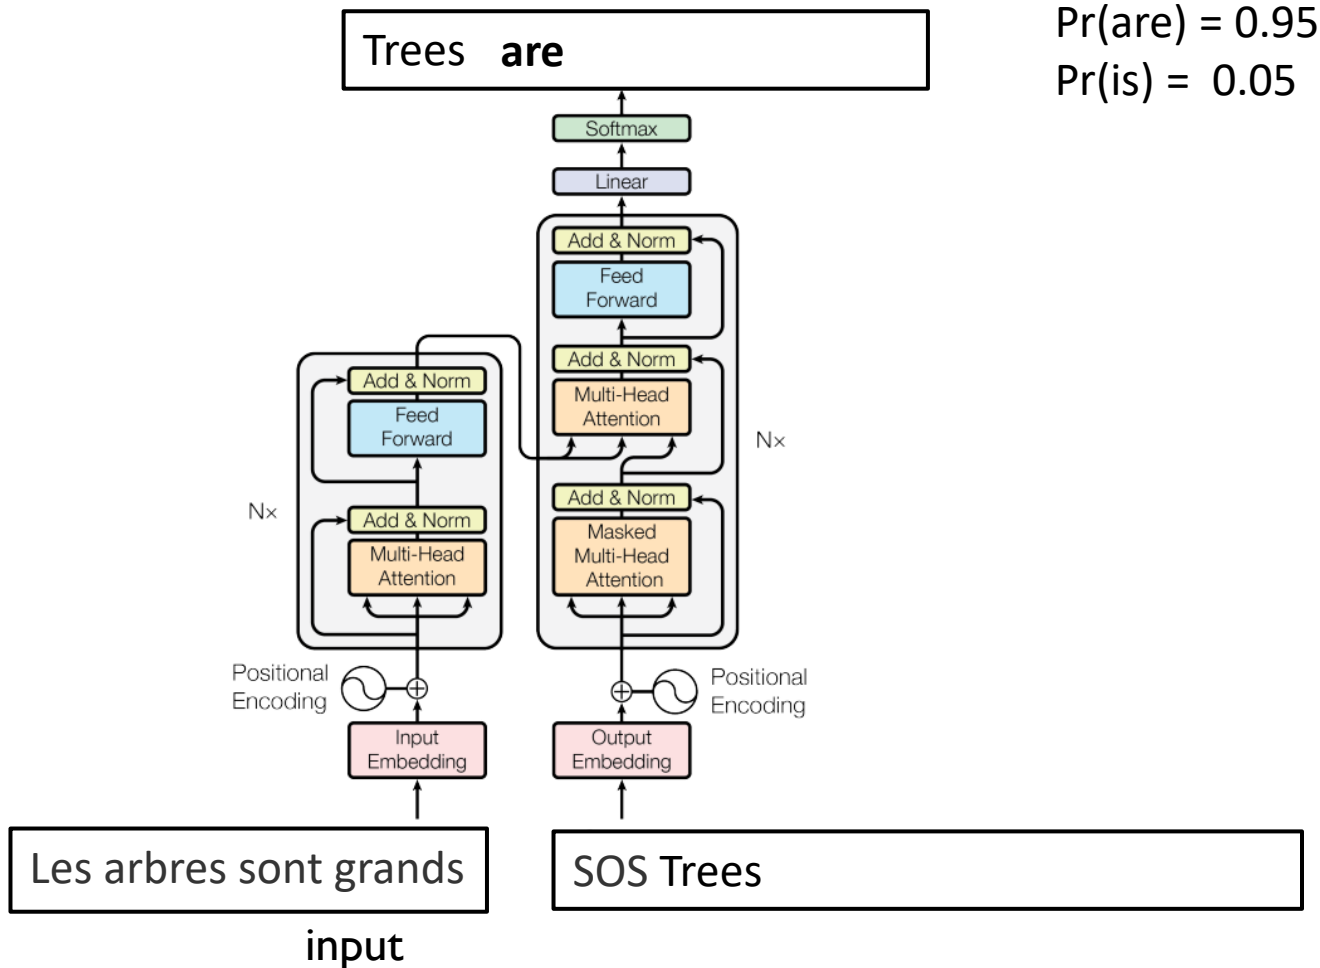 Trees are
Pr(are) = 0.95
Pr(is) = 0.05
Softmax
Linear
Add & Norm
Feed
Forward
Add & Norm
Multi-Head
Attention
Add & Norm
Masked
Multi-Head
Attention
Nx
Add & Norm
Feed
Forward
Add & Norm
Multi-Head
Attention
Nx
Positional
Encoding
Positional
Encoding
Input
Embedding
Output
Embedding
Les arbres sont grands
SOS Trees
input